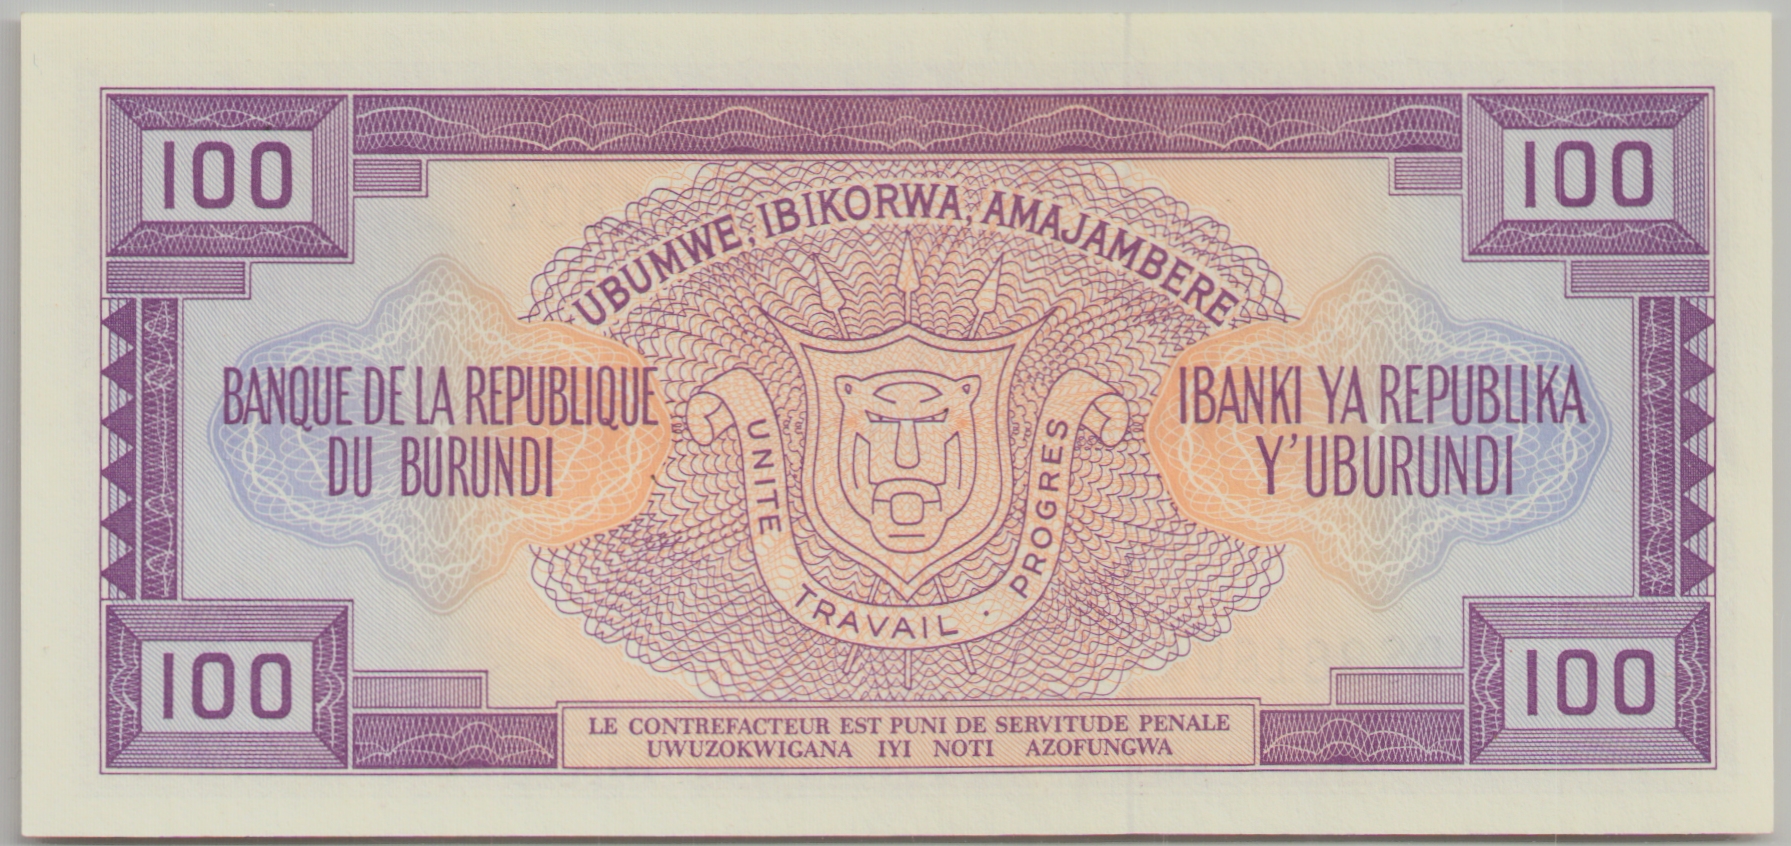 100
100
UBUMWE, IBIKORWA, AMAJAMBERE
BANQUE DE LA REPUBLIQUE
DU BURUNDI
IBANKI YA REPUBLIKA
Y'UBURUNDI
UNITE TRAVAIL · PROGRES
100
100
LE CONTREFACTEUR EST PUNI DE SERVITUDE PENALE
UWUZOKWIGANA IYI NOTI AZOFUNGWA